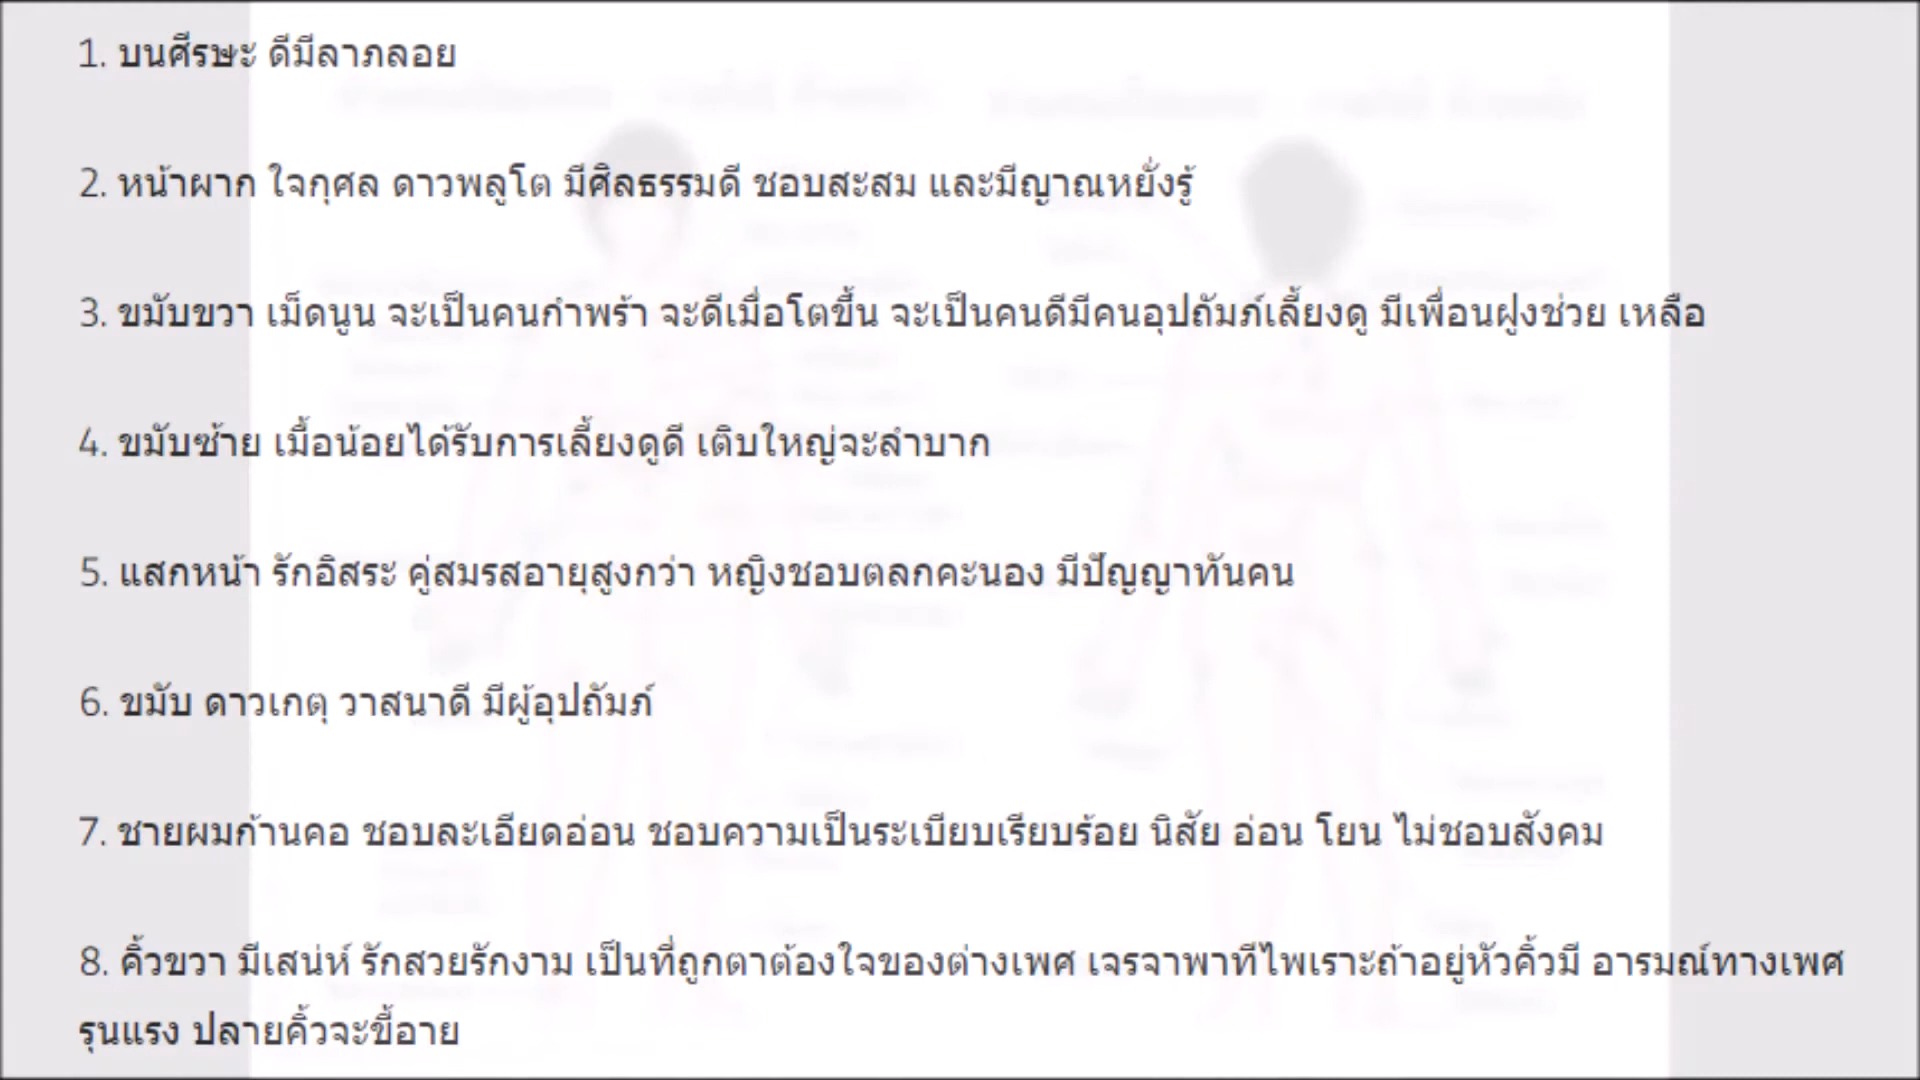 1. บนศีรษะ ดีมีลาภลอย
2. หน้าผาก ใจกุศล ดาวพลูโต มีศิลธรรมดี ชอบสะสม และมีญาณหยั่งรู้
3. ขมับขวา เม็ดนูน จะเป็นคนกำพร้า จะดีเมื่อโตขึ้น จะเป็นคนดีมีคนอุปถัมภ์เลี้ยงดู มีเพื่อนฝูงช่วย เหลือ
4. ขมับซ้าย เมื้อน้อยได้รับการเลี้ยงดูดี เติบใหญ่จะลำบาก
5. แสกหน้า รักอิสระ คู่สมรสอายุสูงกว่า หญิงชอบตลกคะนอง มีปัญญาทันคน
6. ขมับ ดาวเกตุ วาสนาดี มีผู้อุปถัมภ์
7. ชายผมก้านคอ ชอบละเอียดอ่อน ชอบความเป็นระเบียบเรียบร้อย นิสัย อ่อน โยน ไม่ชอบสังคม
8. คิ้วขวา มีเสน่ห์ รักสวยรักงาม เป็นที่ถูกตาต้องใจของต่างเพศ เจรจาพาทีไพเราะถ้าอยู่หัวคิ้วมี อารมณ์ทางเพศ
รุนแรง ปลายคิ้วจะขี้อาย